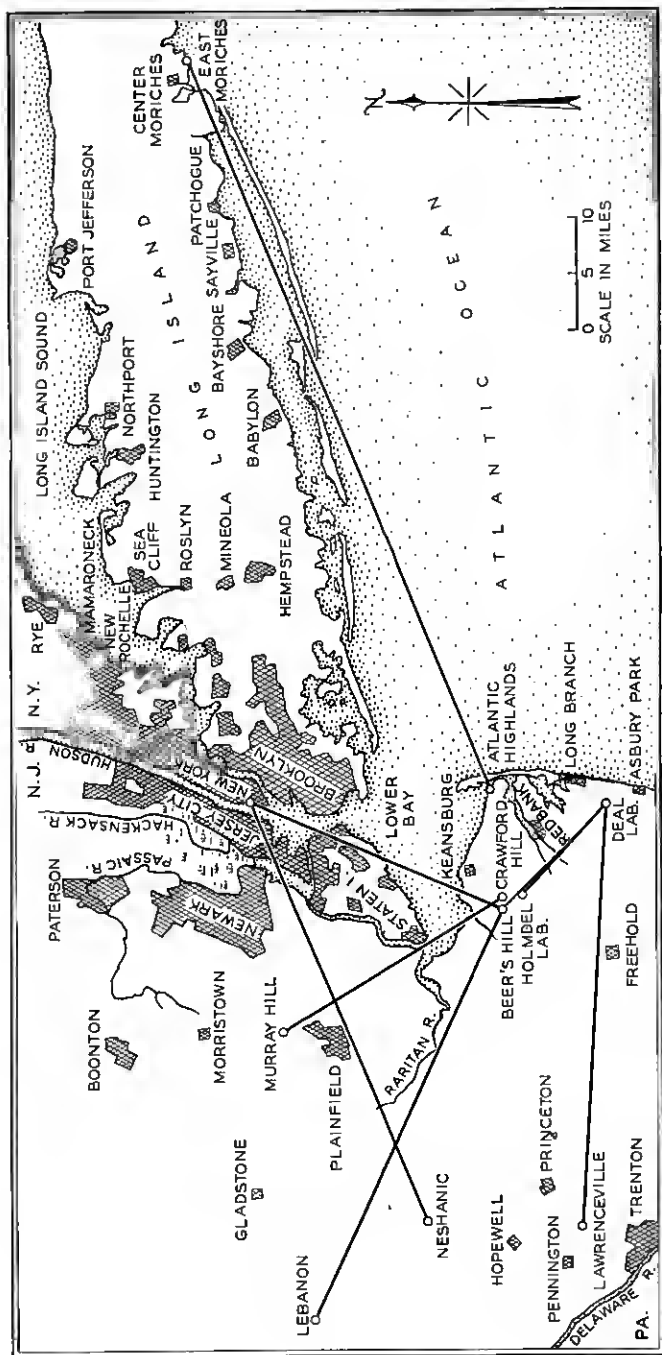 N.J.
N.Y.
RYE
LONG ISLAND SOUND
PORT JEFFERSON
CENTER
MORICHES
EAST
MORICHES
MAMARONECK
NEW
ROCHELLE
SEA
CLIFF
HUNTINGTON
NORTHPORT
ROSLYN
MINEOLA
HEMPSTEAD
LONG ISLAND
BABYLON
BAYSHORE
SAYVILLE
PATCHOGUE
PATERSON
PASSAIC R.
HACKENSACK R.
HUDSON R.
BOONTON
MORRISTOWN
NEWARK
JERSEY CITY
NEW YORK
BROOKLYN
GLADSTONE
MURRAY HILL
PLAINFIELD
STATEN I.
LOWER
BAY
LEBANON
NESHANIC
RARITAN R.
KEANSBURG
ATLANTIC
HIGHLANDS
ATLANTIC OCEAN
N
HOPEWELL
BEER'S HILL
CRAWFORD
HILL
HOLMDEL
LAB.
RED BANK
LONG BRANCH
PENNINGTON
PRINCETON
LAWRENCEVILLE
FREEHOLD
DEAL
LAB.
ASBURY PARK
TRENTON
DELAWARE R.
PA.
0 5 10
SCALE IN MILES